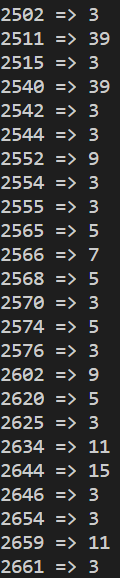 2502 => 3
2511 => 39
2515 => 3
2540 => 39
2542 => 3
2544 => 3
2552 => 9
2554 => 3
2555 => 3
2565 => 5
2566 => 7
2568 => 5
2570 => 3
2574 => 5
2576 => 3
2602 => 9
2620 => 5
2625 => 3
2634 => 11
2644 => 15
2646 => 3
2654 => 3
2659 => 11
2661 => 3